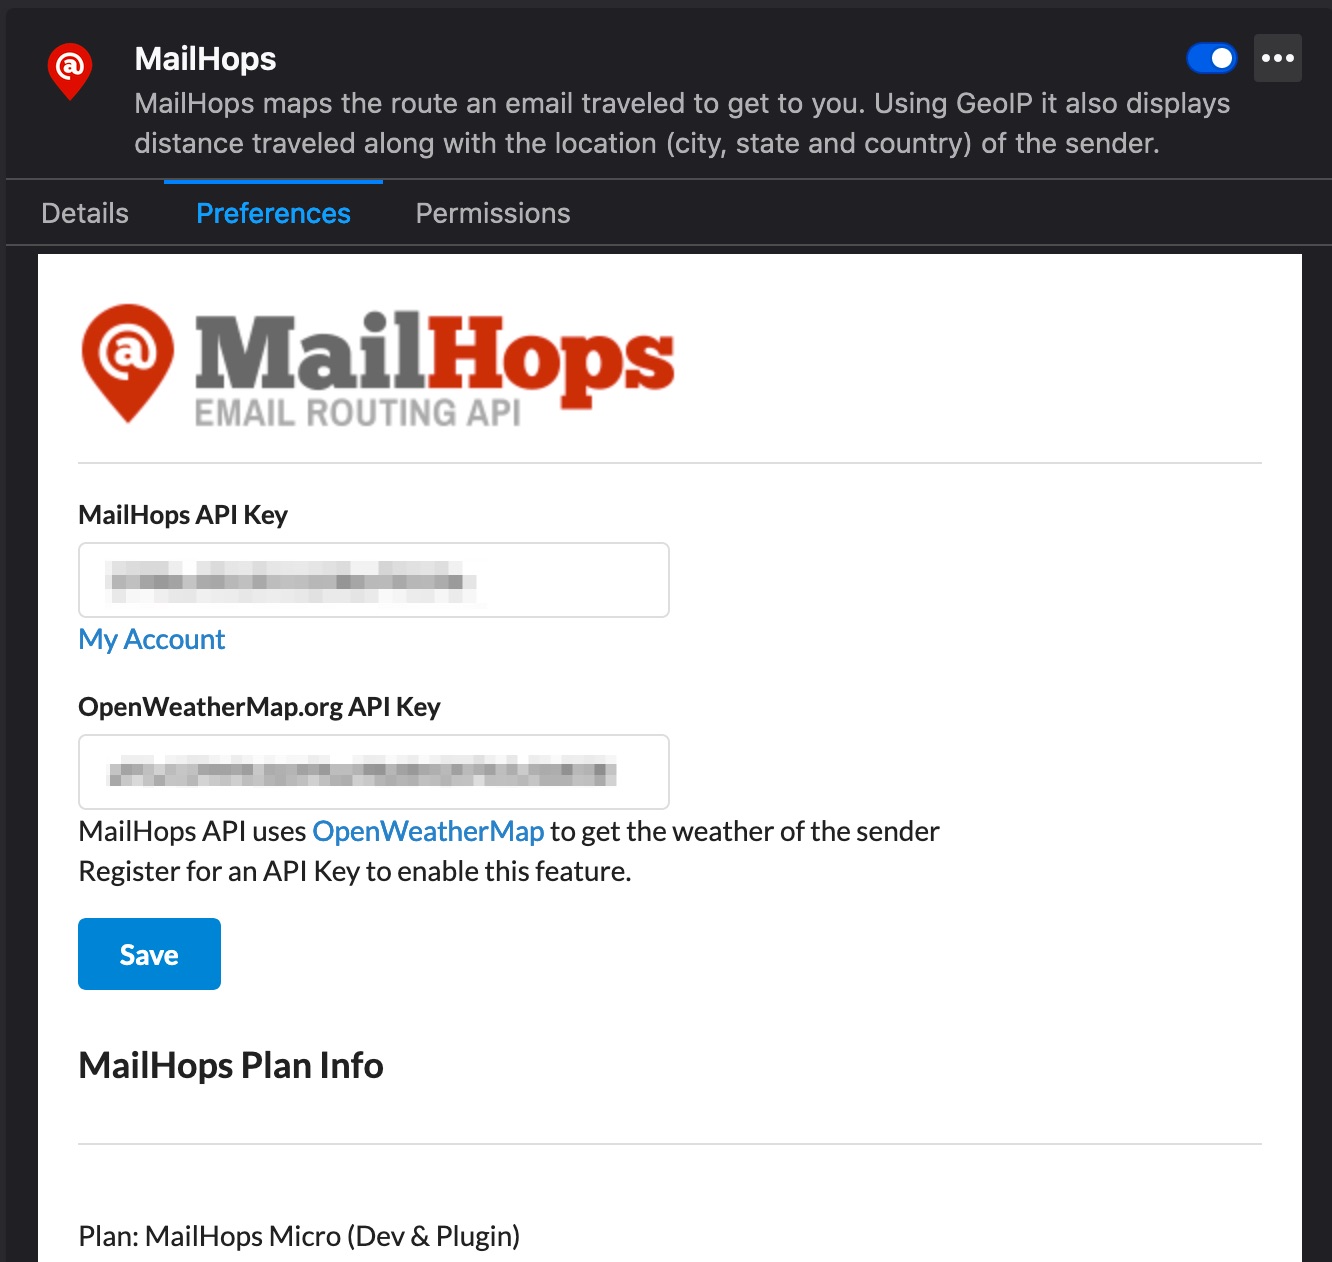 MailHops
MailHops maps the route an email traveled to get to you. Using GeoIP it also displays
distance traveled along with the location (city, state and country) of the sender.
Details Preferences Permissions
MailHops
EMAIL ROUTING API
MailHops API Key
My Account
OpenWeatherMap.org API Key
MailHops API uses OpenWeatherMap to get the weather of the sender
Register for an API Key to enable this feature.
Save
MailHops Plan Info
Plan: MailHops Micro (Dev & Plugin)